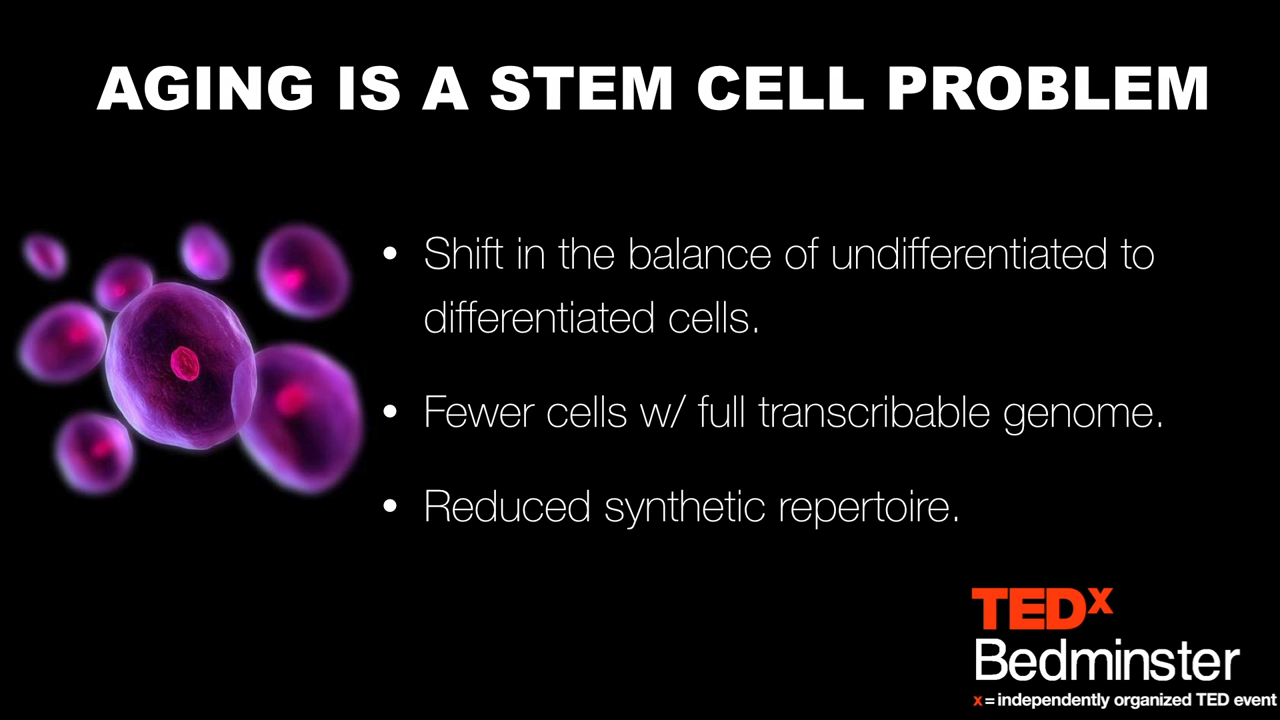 AGING IS A STEM CELL PROBLEM
• Shift in the balance of undifferentiated to
differentiated cells.
• Fewer cells w/ full transcribable genome.
• Reduced synthetic repertoire.
TEDx
Bedminster
x = independently organized TED event